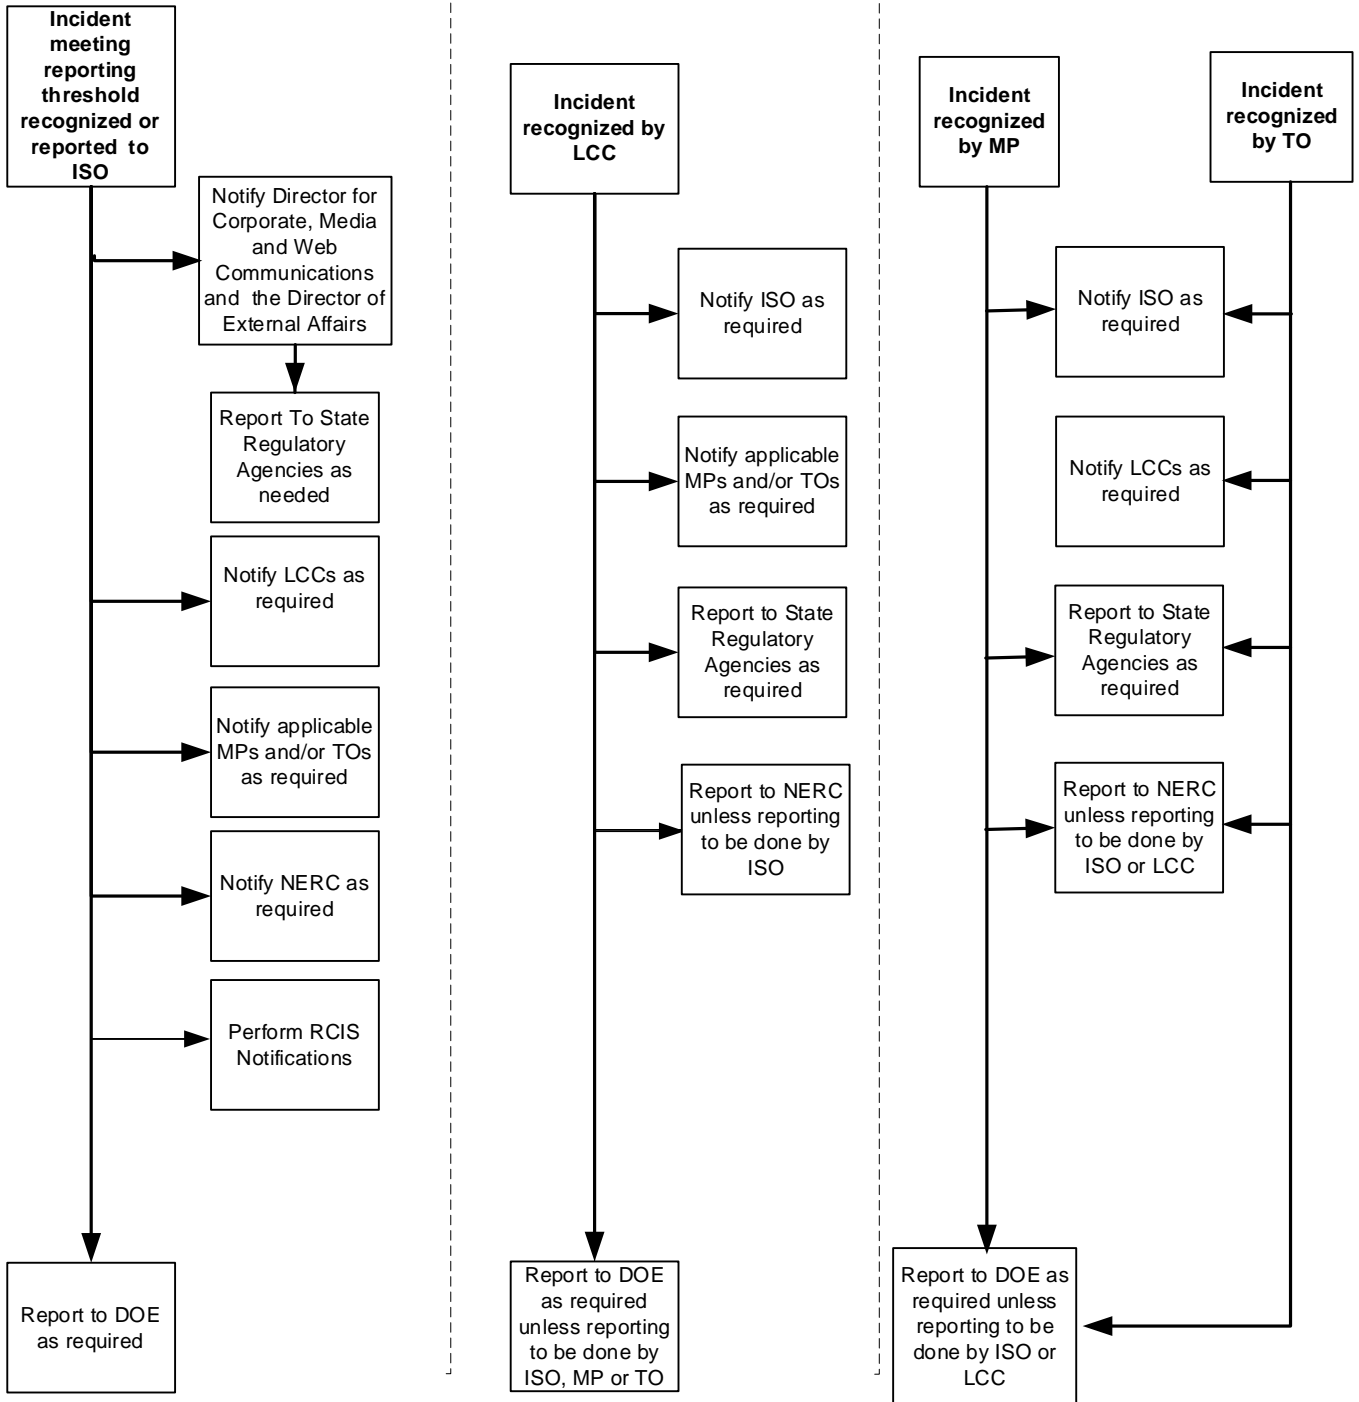 Incident
meeting
reporting
threshold
recognized or
reported to
ISO
Notify Director for
Corporate, Media
and Web
Communications
and the Director of
External Affairs
Report To State
Regulatory
Agencies as
needed
Notify LCCs as
required
Notify applicable
MPs and/or TOs
as required
Notify NERC as
required
Perform RCIS
Notifications
Report to DOE
as required
Incident
recognized by
LCC
Notify ISO as
required
Notify applicable
MPs and/or TOs
as required
Report to State
Regulatory
Agencies as
required
Report to NERC
unless reporting
to be done by
ISO
Report to DOE
as required
unless reporting
to be done by
ISO, MP or TO
Incident
recognized
by MP
Incident
recognized
by TO
Notify ISO as
required
Notify LCCs as
required
Report to State
Regulatory
Agencies as
required
Report to NERC
unless reporting
to be done by
ISO or LCC
Report to DOE as
required unless
reporting to be
done by ISO or
LCC